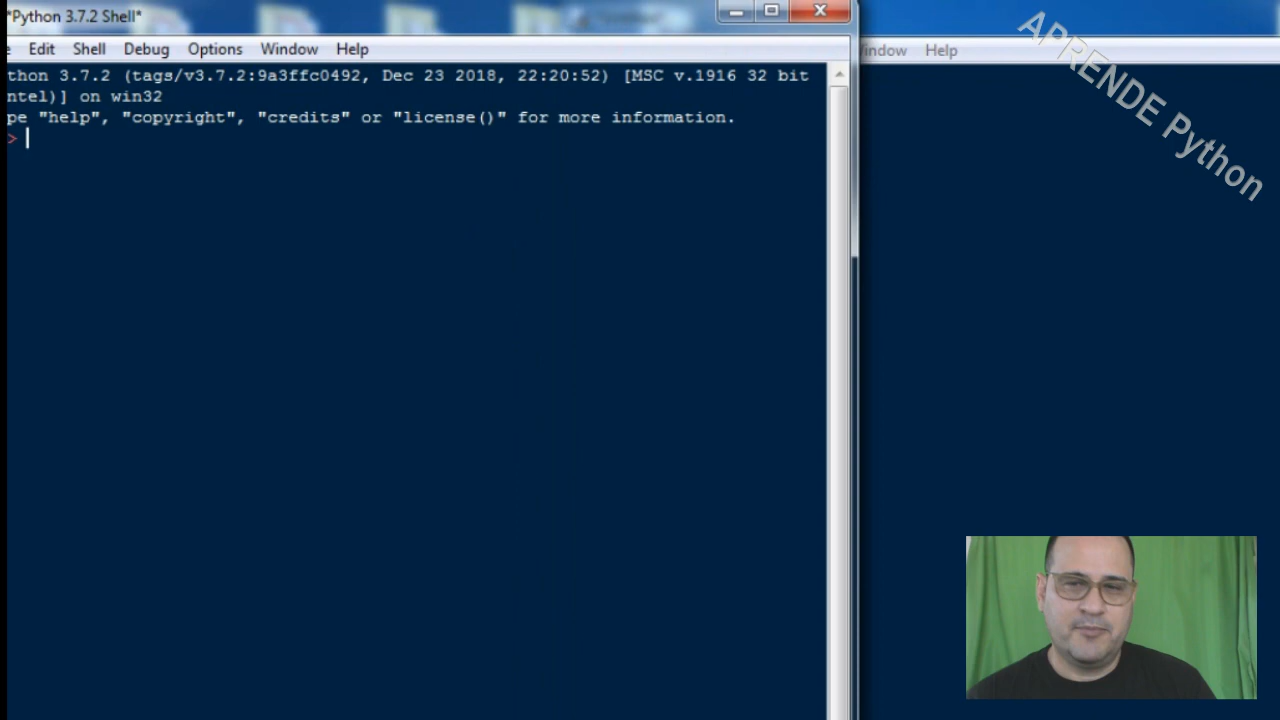 *Python 3.7.2 Shell*
e Edit Shell Debug Options Window Help
thon 3.7.2 (tags/v3.7.2:9a3ffc0492, Dec 23 2018, 22:20:52) [MSC v.1916 32 bit
ntel)] on win32
pe "help", "copyright", "credits" or "license()" for more information.
>
indow Help
APRENDE Python